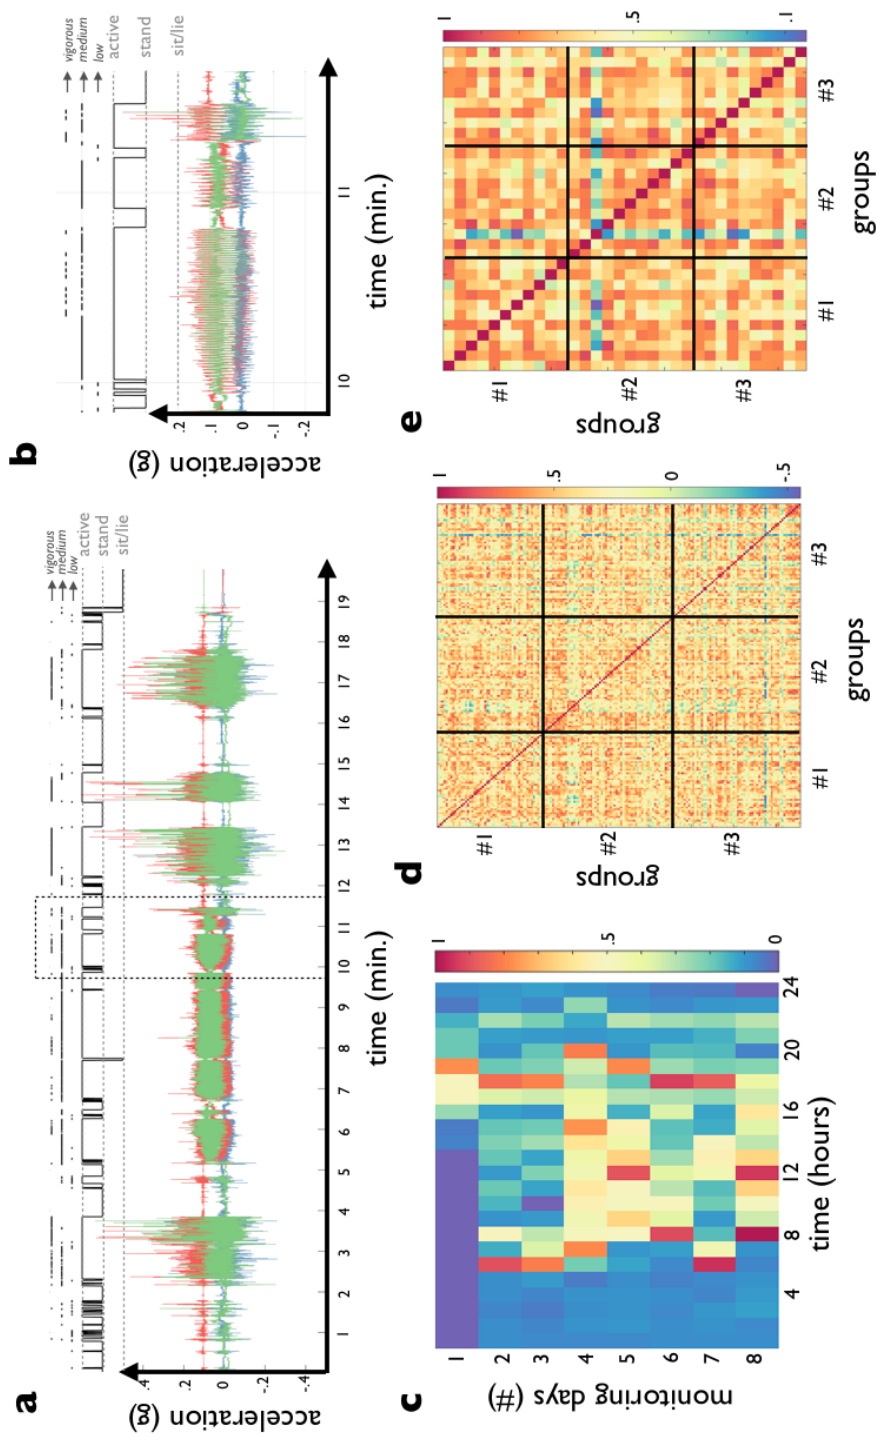 a
vigorous
medium
low
active
stand
sit/lie
acceleration (g)
.4
.2
0
-.2
-.4
1 2 3 4 5 6 7 8 9 10 11 12 13 14 15 16 17 18 19
time (min.)
b
vigorous
medium
low
active
stand
sit/lie
acceleration (g)
.2
.1
0
-.1
-.2
10 11
time (min.)
c
monitoring days (#)
1
2
3
4
5
6
7
8
4 8 12 16 20 24
time (hours)
1
.5
0
d
groups
#1
#2
#3
#1 #2 #3
groups
1
.5
0
-.5
e
groups
#1
#2
#3
#1 #2 #3
groups
1
.5
.1